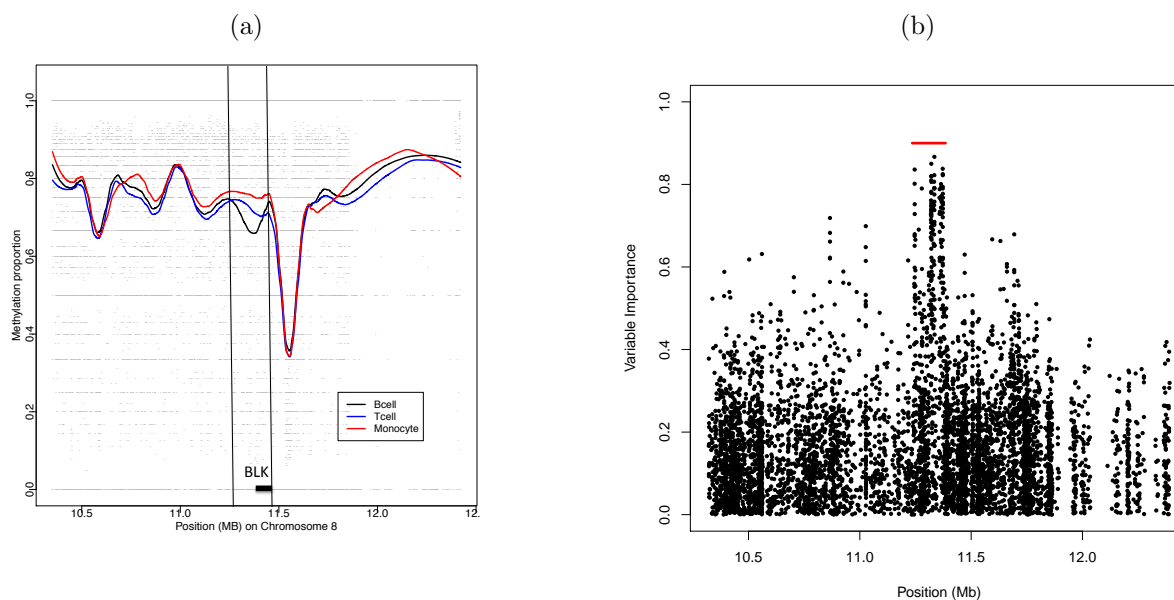 (a)
Methylation proportion
1.0
0.8
0.6
0.4
0.2
0.0
Bcell
Tcell
Monocyte
BLK
10.5 11.0 11.5 12.0 12.
Position (MB) on Chromosome 8
(b)
Variable Importance
1.0
0.8
0.6
0.4
0.2
0.0
10.5 11.0 11.5 12.0
Position (Mb)